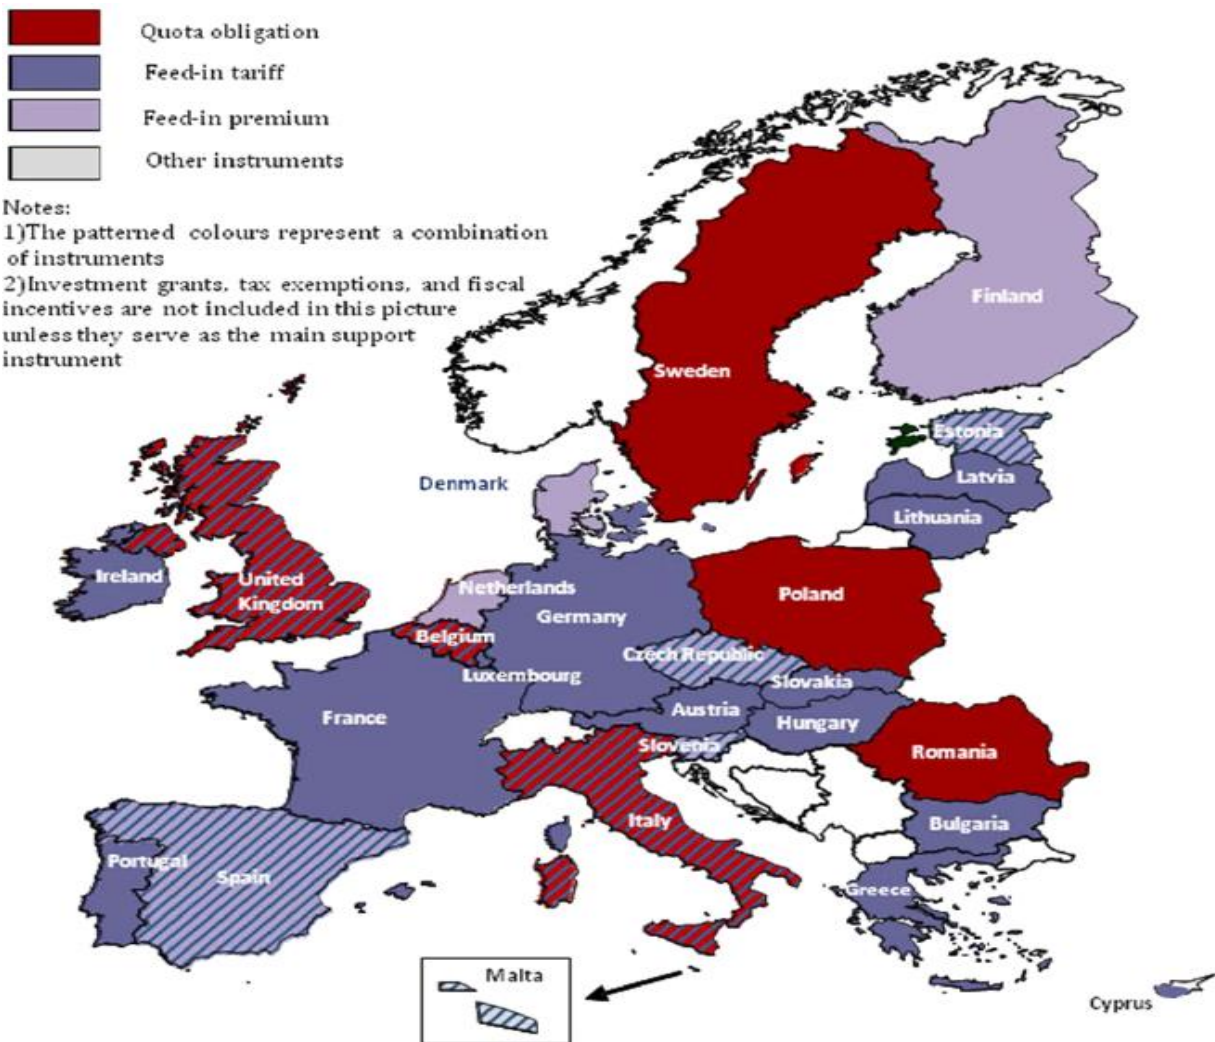 Quota obligation
Feed-in tariff
Feed-in premium
Other instruments
Notes:
1)The patterned colours represent a combination
of instruments
2)Investment grants, tax exemptions, and fiscal
incentives are not included in this picture
unless they serve as the main support
instrument
Finland
Sweden
Estonia
Latvia
Denmark
Lithuania
Ireland
United
Kingdom
Netherlands
Germany
Poland
Belgium
Czech Republic
Luxembourg
Slovakia
France
Austria
Hungary
Slovenia
Romania
Italy
Bulgaria
Portugal
Spain
Greece
Malta
Cyprus